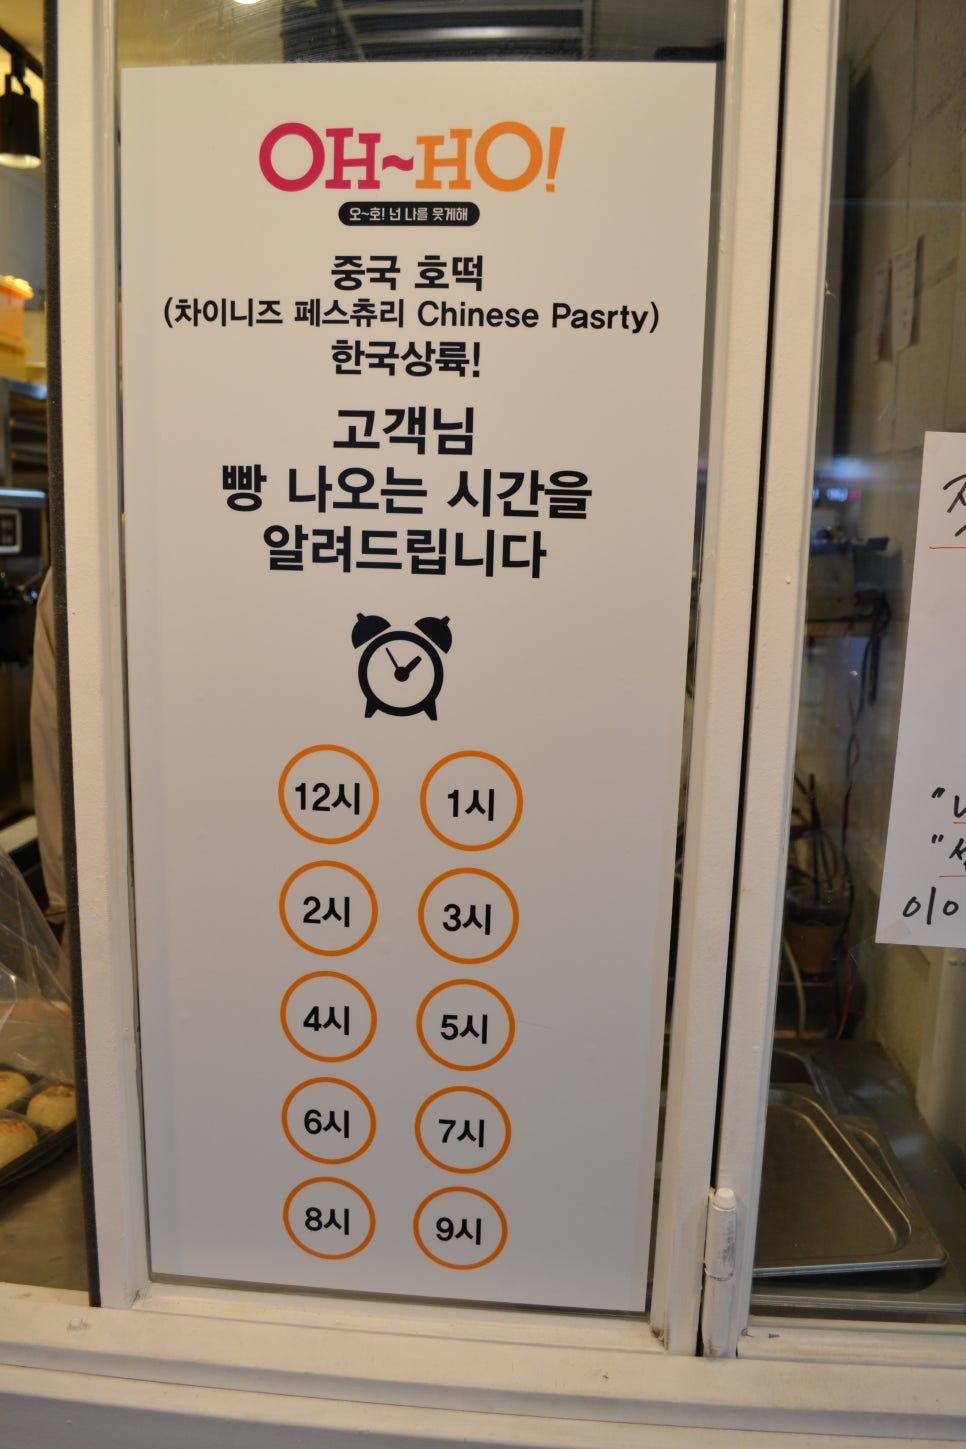 OH~HO!
오~호! 넌 나를 웃게해
중국 호떡
(차이니즈 페스츄리 Chinese Pasrty)
한국상륙!
고객님
빵 나오는 시간을
알려드립니다
12시 1시
2시 3시
4시 5시
6시 7시
8시 9시